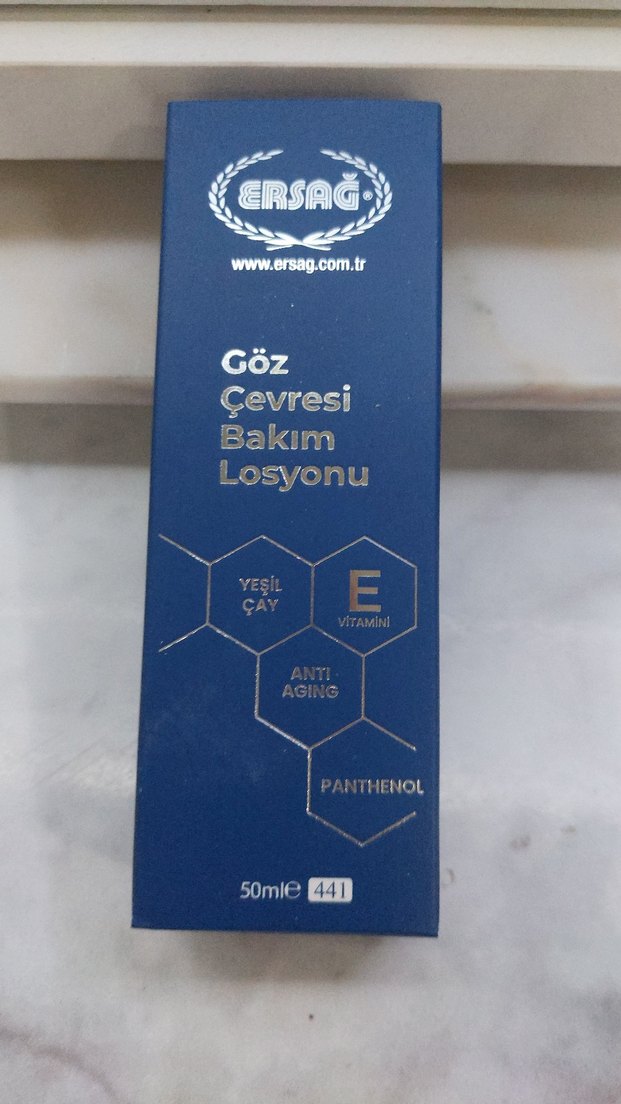 ERSAĞ®
www.ersag.com.tr
Göz
Çevresi
Bakım
Losyonu
YEŞİL
ÇAY
E
VİTAMİNİ
ANTI
AGING
PANTHENOL
50ml℮ 441